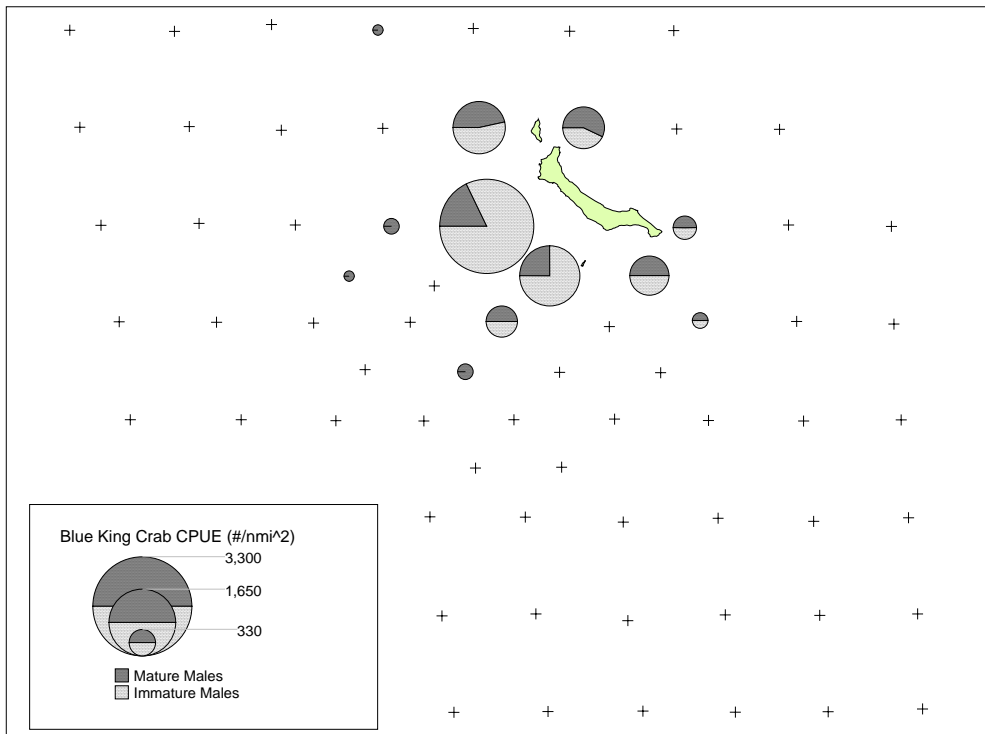 Blue King Crab CPUE (#/nmi^2)
3,300
1,650
330
Mature Males
Immature Males